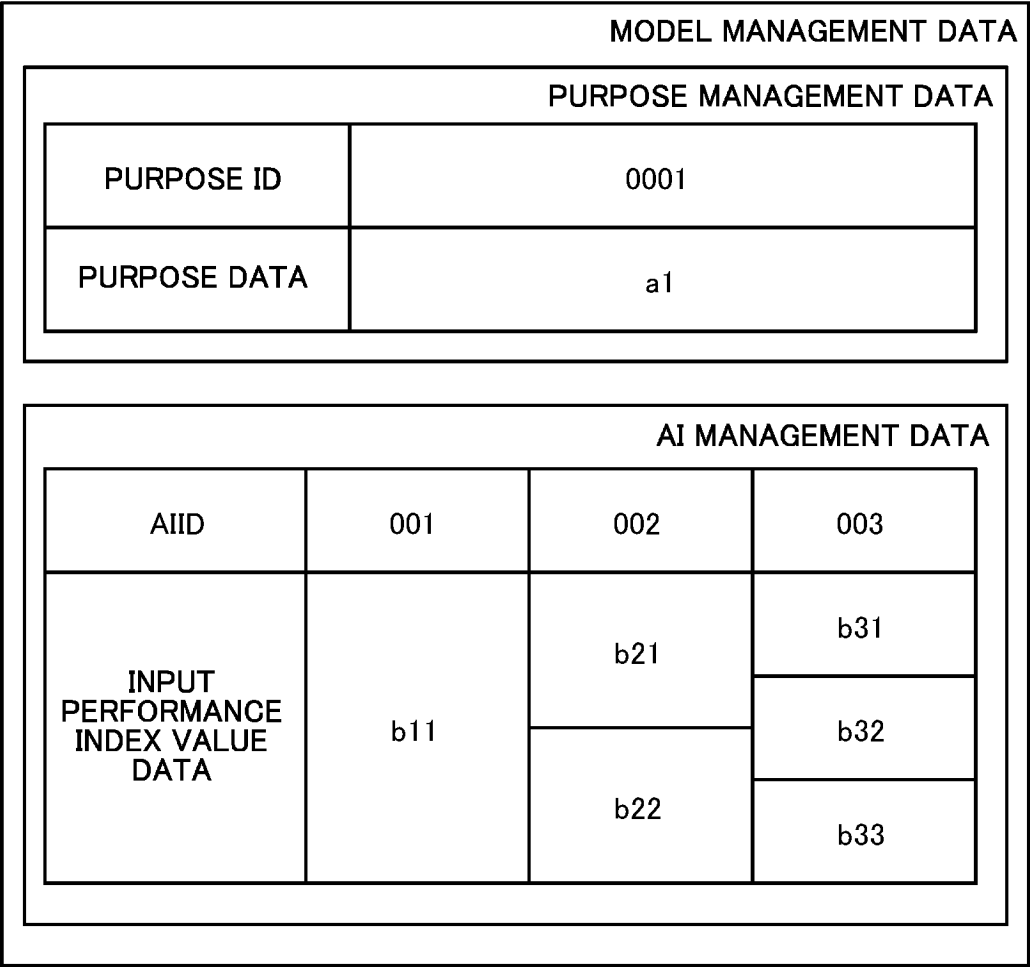 MODEL MANAGEMENT DATA
PURPOSE MANAGEMENT DATA
PURPOSE ID 0001
PURPOSE DATA a1
AI MANAGEMENT DATA
AIID 001 002 003
INPUT
PERFORMANCE
INDEX VALUE
DATA
b11
b21
b22
b31
b32
b33